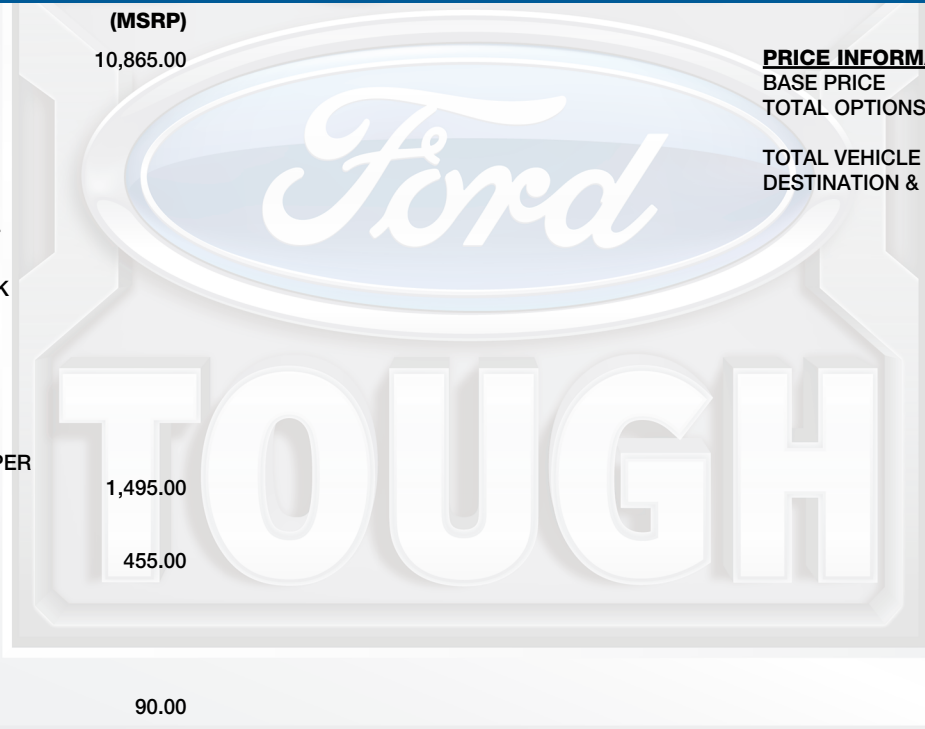 (MSRP)
10,865.00
PRICE INFORM
BASE PRICE
TOTAL OPTIONS
TOTAL VEHICLE
DESTINATION &
Ford
K
TOUGH
PER
1,495.00
455.00
90.00